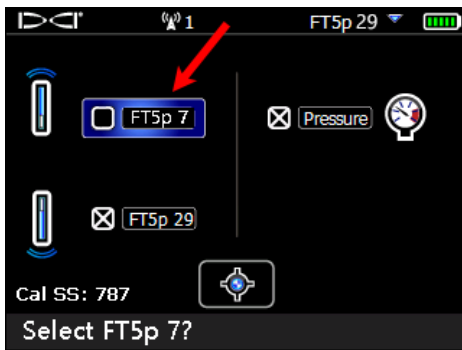 DCI 1 FT5p 29
FT5p 7
Pressure
FT5p 29
Cal SS: 787
Select FT5p 7?